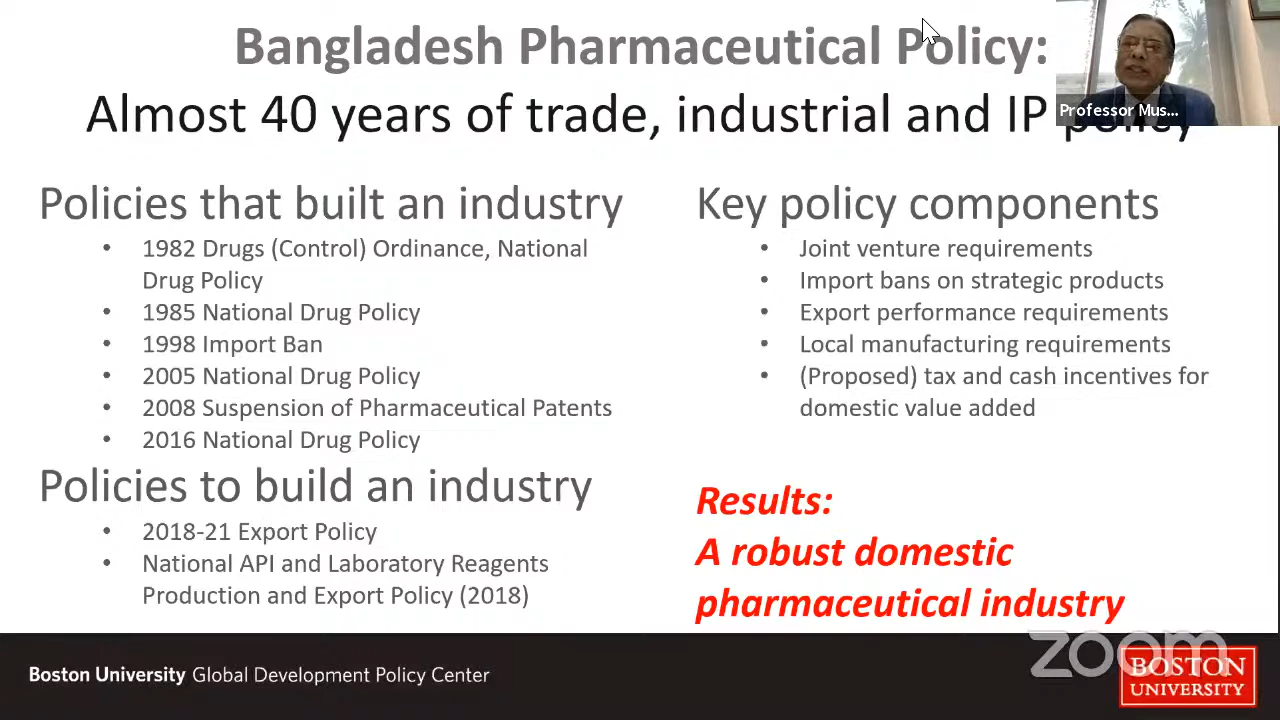 Bangladesh Pharmaceutical Policy:
Almost 40 years of trade, industrial and IP policy
Professor Mus...
Policies that built an industry
• 1982 Drugs (Control) Ordinance, National
Drug Policy
• 1985 National Drug Policy
• 1998 Import Ban
• 2005 National Drug Policy
• 2008 Suspension of Pharmaceutical Patents
• 2016 National Drug Policy
Policies to build an industry
• 2018-21 Export Policy
• National API and Laboratory Reagents
Production and Export Policy (2018)
Key policy components
• Joint venture requirements
• Import bans on strategic products
• Export performance requirements
• Local manufacturing requirements
• (Proposed) tax and cash incentives for
domestic value added
Results:
A robust domestic
pharmaceutical industry
Boston University Global Development Policy Center
zoom
BOSTON
UNIVERSITY